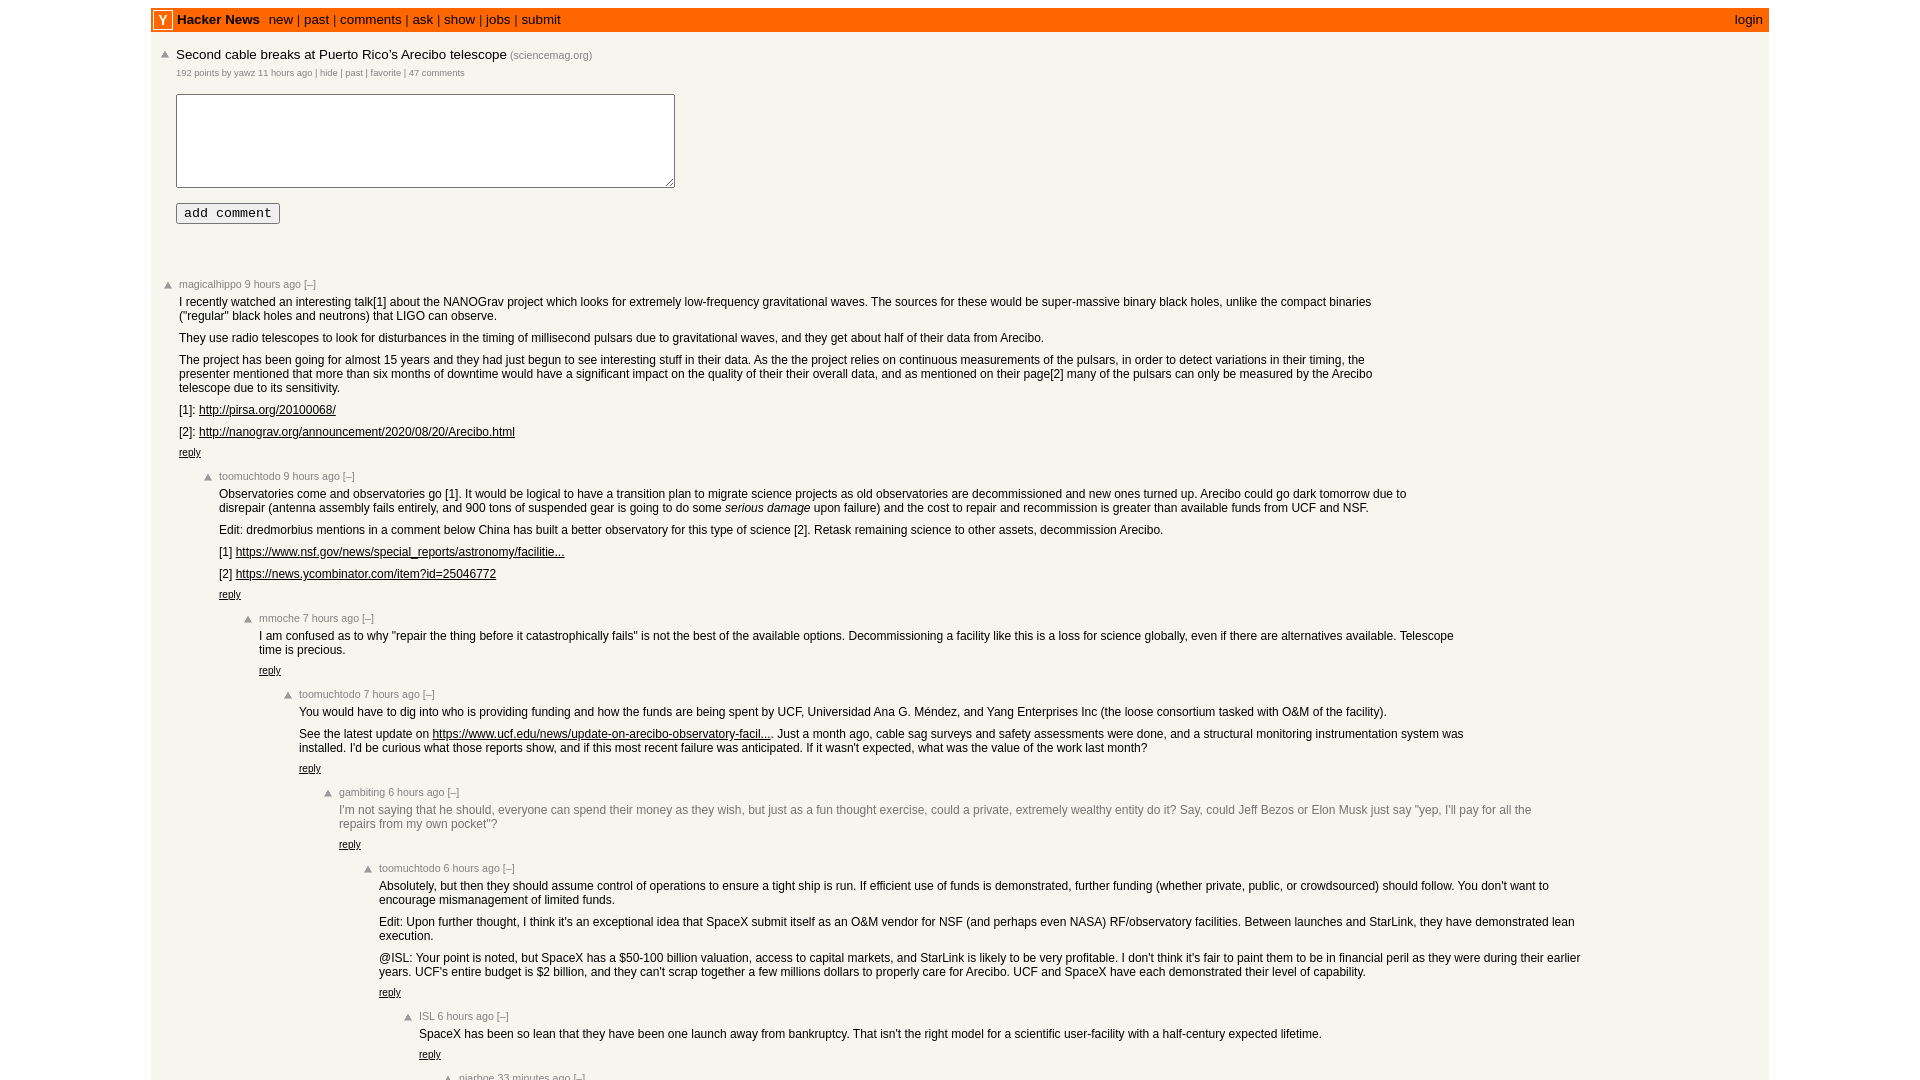 Y Hacker News new | past | comments | ask | show | jobs | submit login
Second cable breaks at Puerto Rico’s Arecibo telescope (sciencemag.org)
192 points by yawz 11 hours ago | hide | past | favorite | 47 comments
add comment
magicalhippo 9 hours ago [–]
I recently watched an interesting talk[1] about the NANOGrav project which looks for extremely low-frequency gravitational waves. The sources for these would be super-massive binary black holes, unlike the compact binaries
("regular" black holes and neutrons) that LIGO can observe.
They use radio telescopes to look for disturbances in the timing of millisecond pulsars due to gravitational waves, and they get about half of their data from Arecibo.
The project has been going for almost 15 years and they had just begun to see interesting stuff in their data. As the the project relies on continuous measurements of the pulsars, in order to detect variations in their timing, the
presenter mentioned that more than six months of downtime would have a significant impact on the quality of their their overall data, and as mentioned on their page[2] many of the pulsars can only be measured by the Arecibo
telescope due to its sensitivity.
[1]: http://pirsa.org/20100068/
[2]: http://nanograv.org/announcement/2020/08/20/Arecibo.html
reply
toomuchtodo 9 hours ago [–]
Observatories come and observatories go [1]. It would be logical to have a transition plan to migrate science projects as old observatories are decommissioned and new ones turned up. Arecibo could go dark tomorrow due to
disrepair (antenna assembly fails entirely, and 900 tons of suspended gear is going to do some serious damage upon failure) and the cost to repair and recommission is greater than available funds from UCF and NSF.
Edit: dredmorbius mentions in a comment below China has built a better observatory for this type of science [2]. Retask remaining science to other assets, decommission Arecibo.
[1] https://www.nsf.gov/news/special_reports/astronomy/facilitie...
[2] https://news.ycombinator.com/item?id=25046772
reply
mmoche 7 hours ago [–]
I am confused as to why "repair the thing before it catastrophically fails" is not the best of the available options. Decommissioning a facility like this is a loss for science globally, even if there are alternatives available. Telescope
time is precious.
reply
toomuchtodo 7 hours ago [–]
You would have to dig into who is providing funding and how the funds are being spent by UCF, Universidad Ana G. Méndez, and Yang Enterprises Inc (the loose consortium tasked with O&M of the facility).
See the latest update on https://www.ucf.edu/news/update-on-arecibo-observatory-facil.... Just a month ago, cable sag surveys and safety assessments were done, and a structural monitoring instrumentation system was
installed. I'd be curious what those reports show, and if this most recent failure was anticipated. If it wasn't expected, what was the value of the work last month?
reply
gambiting 6 hours ago [–]
I'm not saying that he should, everyone can spend their money as they wish, but just as a fun thought exercise, could a private, extremely wealthy entity do it? Say, could Jeff Bezos or Elon Musk just say "yep, I'll pay for all the
repairs from my own pocket"?
reply
toomuchtodo 6 hours ago [–]
Absolutely, but then they should assume control of operations to ensure a tight ship is run. If efficient use of funds is demonstrated, further funding (whether private, public, or crowdsourced) should follow. You don't want to
encourage mismanagement of limited funds.
Edit: Upon further thought, I think it's an exceptional idea that SpaceX submit itself as an O&M vendor for NSF (and perhaps even NASA) RF/observatory facilities. Between launches and StarLink, they have demonstrated lean
execution.
@ISL: Your point is noted, but SpaceX has a $50-100 billion valuation, access to capital markets, and StarLink is likely to be very profitable. I don't think it's fair to paint them to be in financial peril as they were during their earlier
years. UCF's entire budget is $2 billion, and they can't scrap together a few millions dollars to properly care for Arecibo. UCF and SpaceX have each demonstrated their level of capability.
reply
ISL 6 hours ago [–]
SpaceX has been so lean that they have been one launch away from bankruptcy. That isn't the right model for a scientific user-facility with a half-century expected lifetime.
reply
33 minutes ago [–]